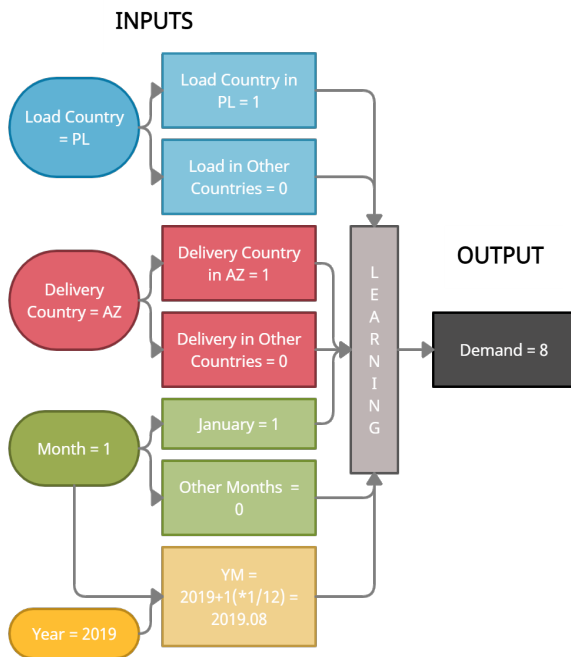 INPUTS
Load Country
= PL
Load Country in
PL = 1
Load in Other
Countries = 0
Delivery
Country = AZ
Delivery Country
in AZ = 1
Delivery in Other
Countries = 0
Month = 1
January = 1
Other Months  =
0
Year = 2019
YM =
2019+1(*1/12) =
2019.08
L
E
A
R
N
I
N
G
OUTPUT
Demand = 8